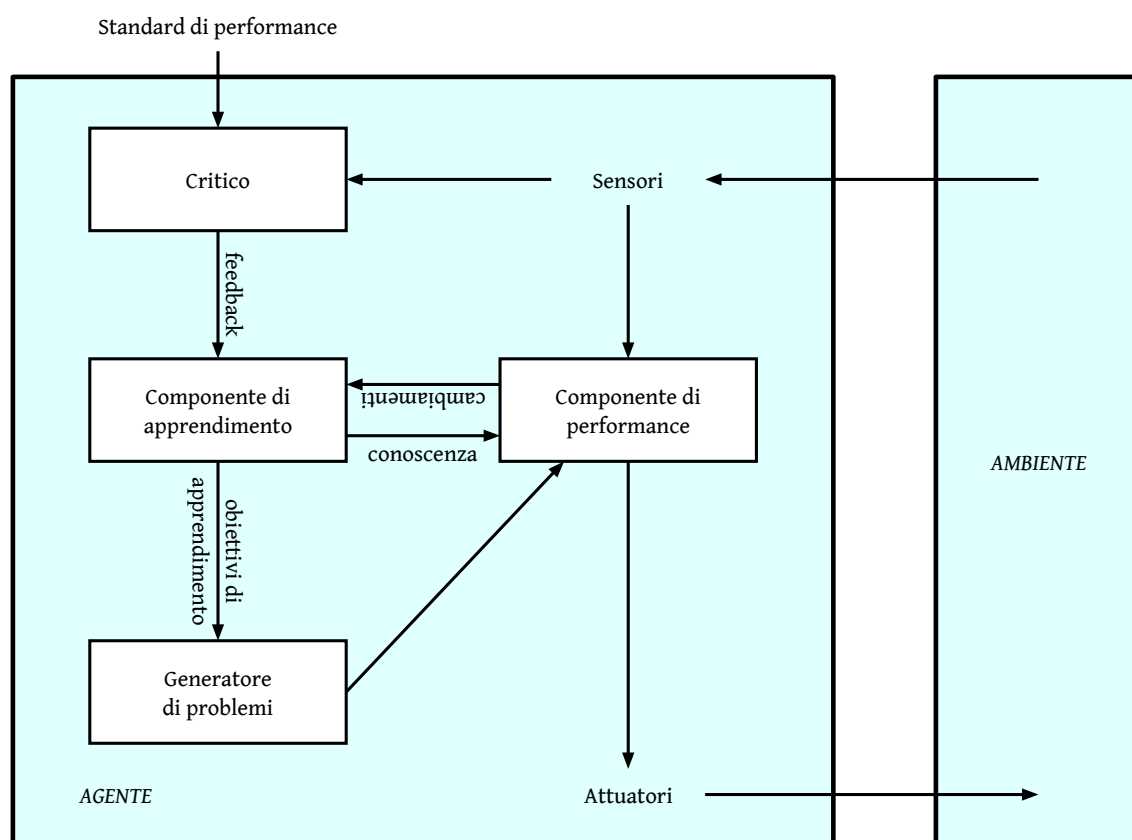 Standard di performance
Critico
Sensori
feedback
Componente di
apprendimento
cambiamenti
conoscenza
Componente di
performance
AMBIENTE
obiettivi di
apprendimento
Generatore
di problemi
AGENTE
Attuatori